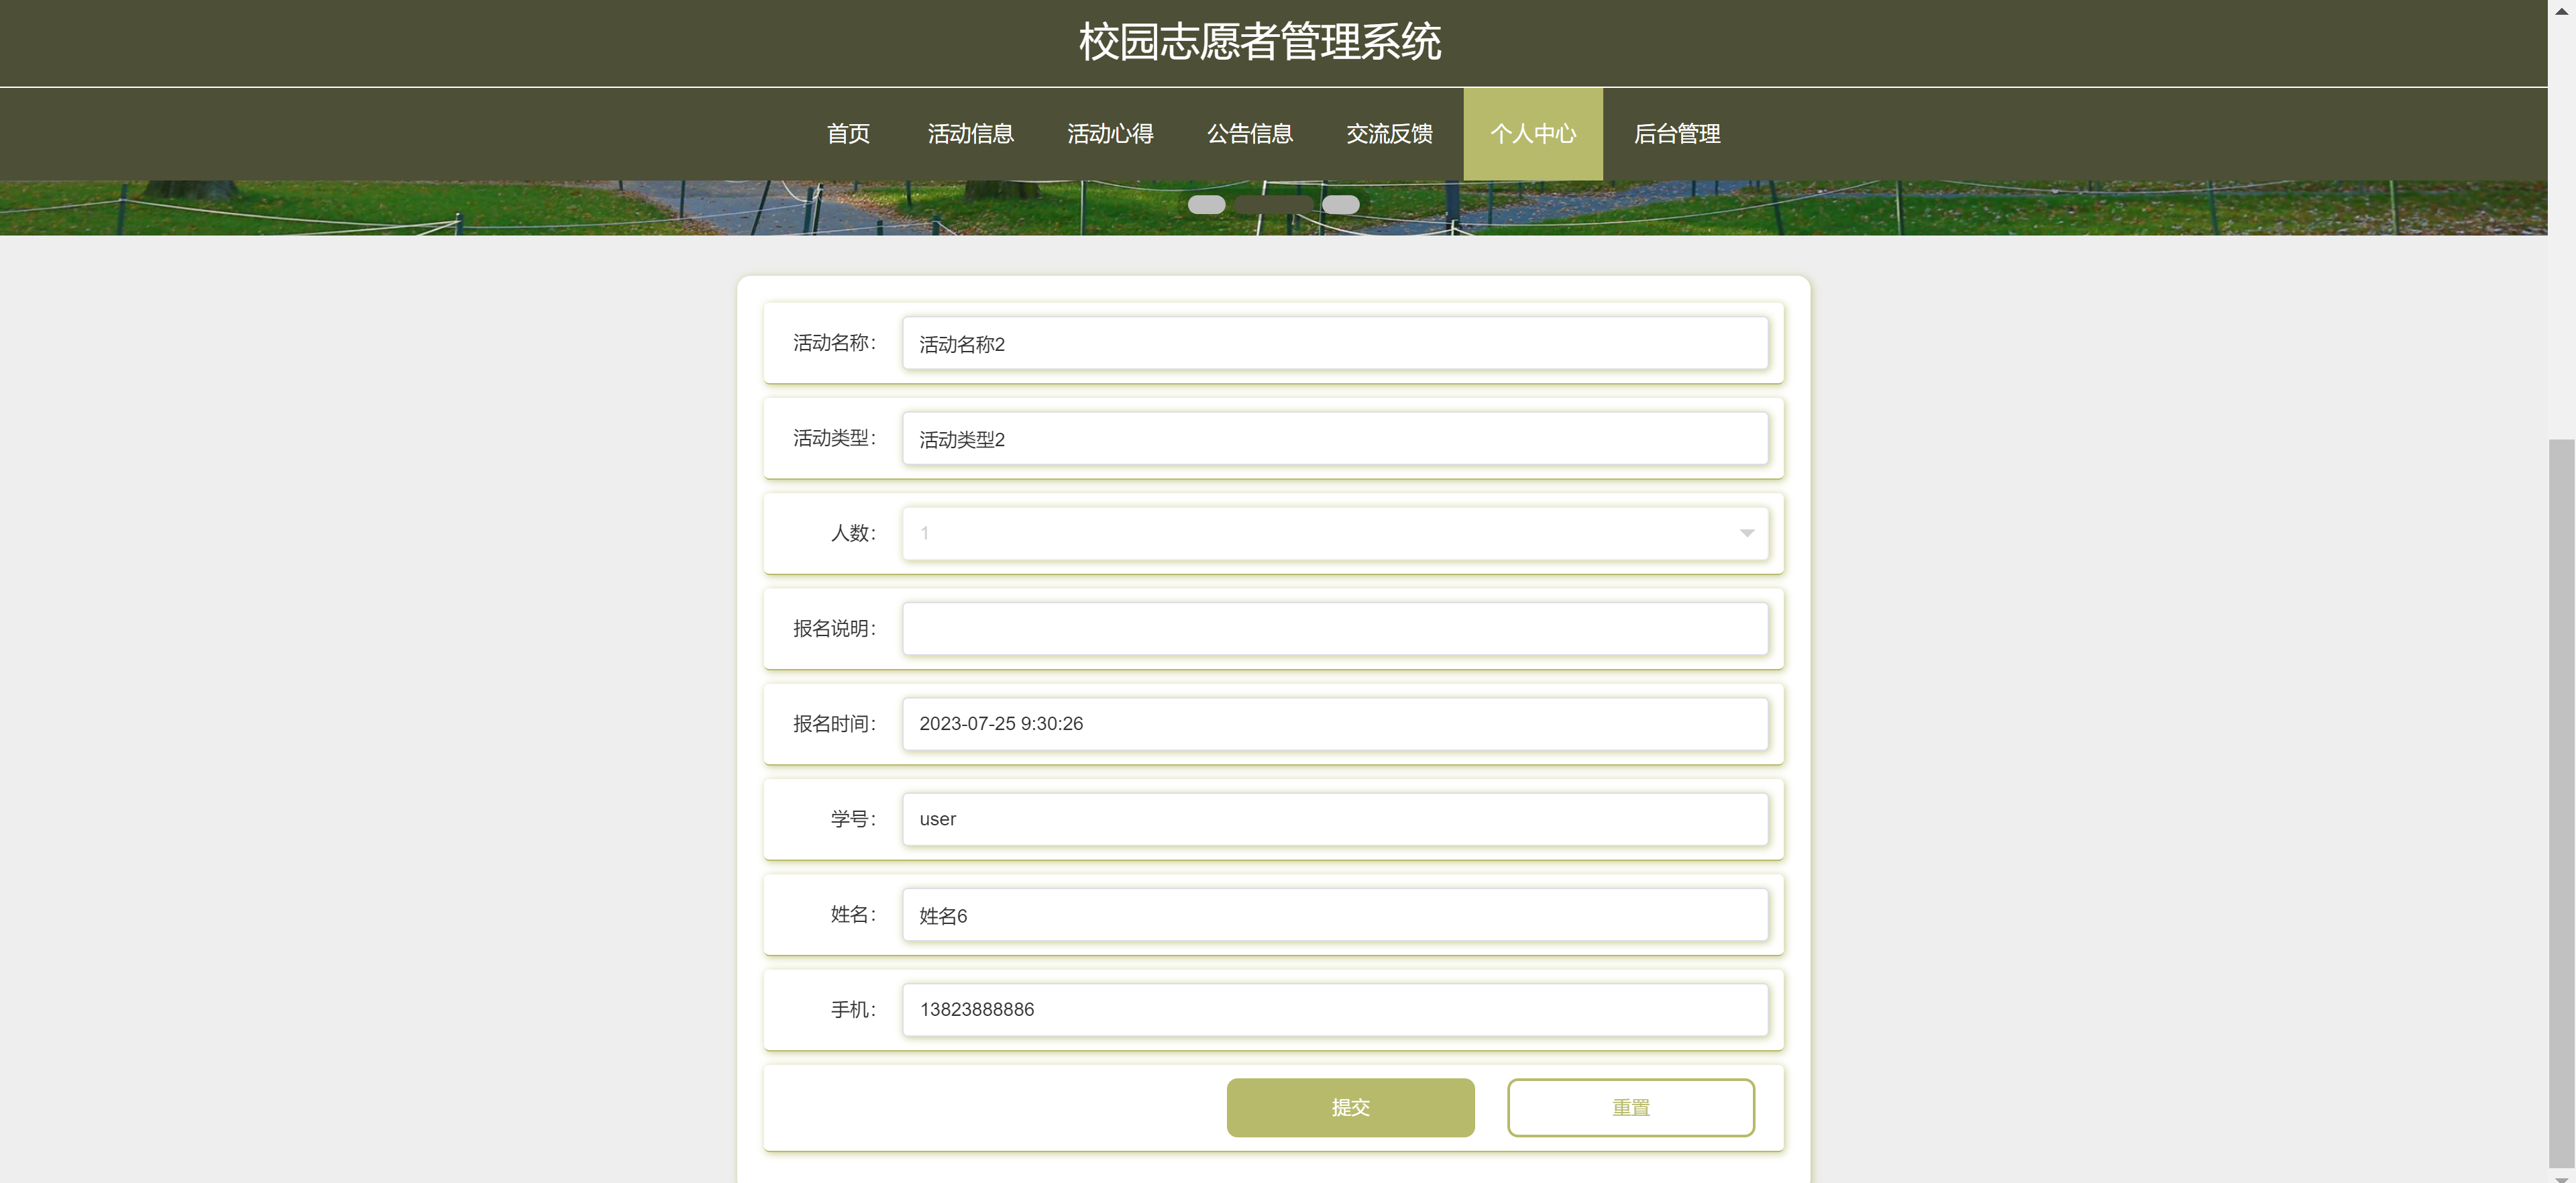 校园志愿者管理系统
首页 活动信息 活动心得 公告信息 交流反馈 个人中心 后台管理
活动名称： 活动名称2
活动类型： 活动类型2
人数： 1
报名说明：
报名时间： 2023-07-25 9:30:26
学号： user
姓名： 姓名6
手机： 13823888886
提交 重置